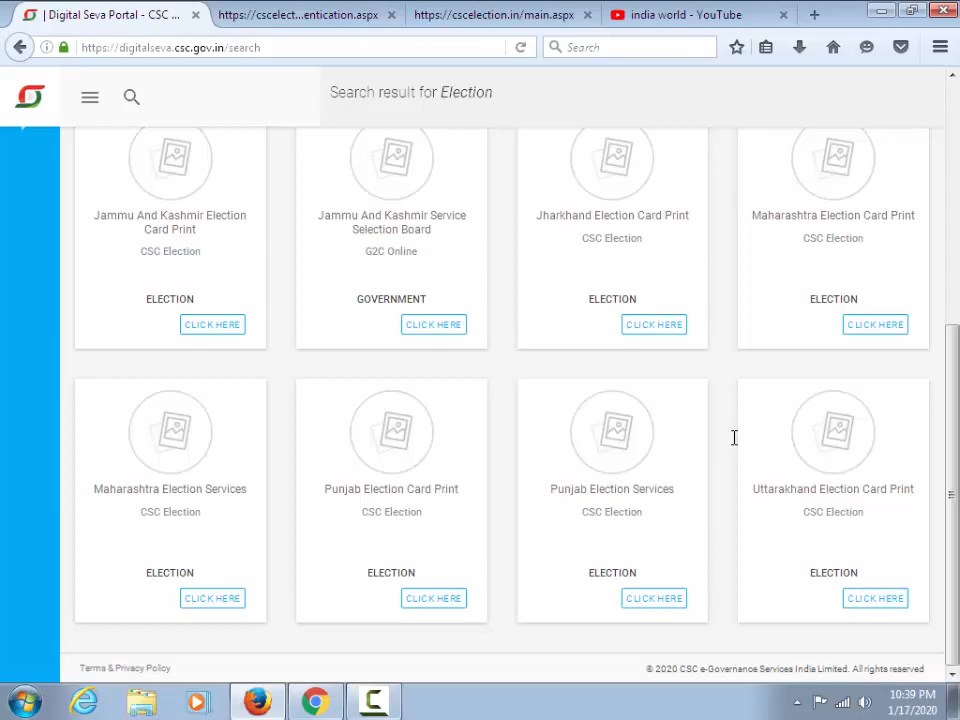 | Digital Seva Portal - CSC ...
https://cscelect...entication.aspx
https://cscelection.in/main.aspx
india world - YouTube
https://digitalseva.csc.gov.in/search
Search
Search result for Election
Jammu And Kashmir Election Card Print
CSC Election
ELECTION
CLICK HERE
Jammu And Kashmir Service Selection Board
G2C Online
GOVERNMENT
CLICK HERE
Jharkhand Election Card Print
CSC Election
ELECTION
CLICK HERE
Maharashtra Election Card Print
CSC Election
ELECTION
CLICK HERE
Maharashtra Election Services
CSC Election
ELECTION
CLICK HERE
Punjab Election Card Print
CSC Election
ELECTION
CLICK HERE
Punjab Election Services
CSC Election
ELECTION
CLICK HERE
Uttarakhand Election Card Print
CSC Election
ELECTION
CLICK HERE
Terms & Privacy Policy
© 2020 CSC e-Governance Services India Limited. All rights reserved
10:39 PM
1/17/2020